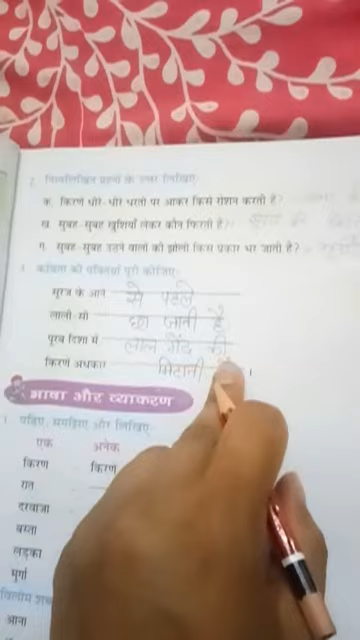 2. निम्नलिखित प्रश्नों के उत्तर लिखिए-
क. किरणें धीरे-धीरे धरती पर आकर किसे रोशन करती हैं?
ख. सुबह-सुबह खुशियाँ लेकर कौन फिरती है?
ग. सुबह-सुबह उठने वालों की झोली किस प्रकार भर जाती है?
कविता की पंक्तियाँ पूरी कीजिए-
सूरज के आने से पहले
लाली-सी छा जाती है
पूरब दिशा में लाल गेंद की
किरणें अंधकार मिटाती
भाषा और व्याकरण
1. पढ़िए, समझिए और लिखिए-
एक अनेक
किरण किरणें
रात
दरवाजा
बस्ता
लड़का
मुर्गा
विलोम शब्द
आना